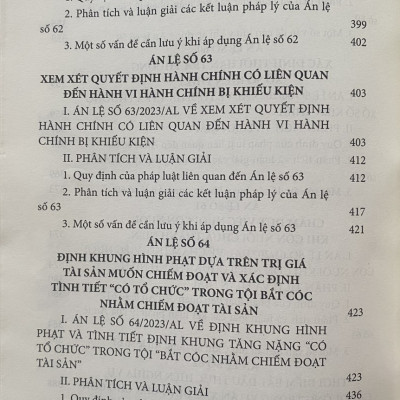 2. Phân tích và luận giải các kết luận pháp lý của Án lệ
số 62 399
3. Một số vấn đề cần lưu ý khi áp dụng Án lệ số 62 402
ÁN LỆ SỐ 63
XEM XÉT QUYẾT ĐỊNH HÀNH CHÍNH CÓ LIÊN QUAN
ĐẾN HÀNH VI HÀNH CHÍNH BỊ KHIẾU KIỆN 403
I. ÁN LỆ SỐ 63/2023/AL VỀ XEM XÉT QUYẾT ĐỊNH
HÀNH CHÍNH CÓ LIÊN QUAN ĐẾN HÀNH VI HÀNH
CHÍNH BỊ KHIẾU KIỆN 403
II. PHÂN TÍCH VÀ LUẬN GIẢI 412
1. Quy định của pháp luật liên quan đến Án lệ số 63 412
2. Phân tích và luận giải các kết luận pháp lý của Án lệ
số 63 417
3. Một số vấn đề cần lưu ý khi áp dụng Án lệ số 63 421
ÁN LỆ SỐ 64
ĐỊNH KHUNG HÌNH PHẠT DỰA TRÊN TRỊ GIÁ
TÀI SẢN MUỐN CHIẾM ĐOẠT VÀ XÁC ĐỊNH
TÌNH TIẾT "CÓ TỔ CHỨC" TRONG TỘI BẮT CÓC
NHẰM CHIẾM ĐOẠT TÀI SẢN 423
I. ÁN LỆ SỐ 64/2023/AL VỀ ĐỊNH KHUNG HÌNH
PHẠT VÀ TÌNH TIẾT ĐỊNH KHUNG TĂNG NẶNG "CÓ
TỔ CHỨC" TRONG TỘI "BẮT CÓC NHẰM CHIẾM ĐOẠT
TÀI SẢN" 423
II. PHÂN TÍCH VÀ LUẬN GIẢI 436
1. Quy định của